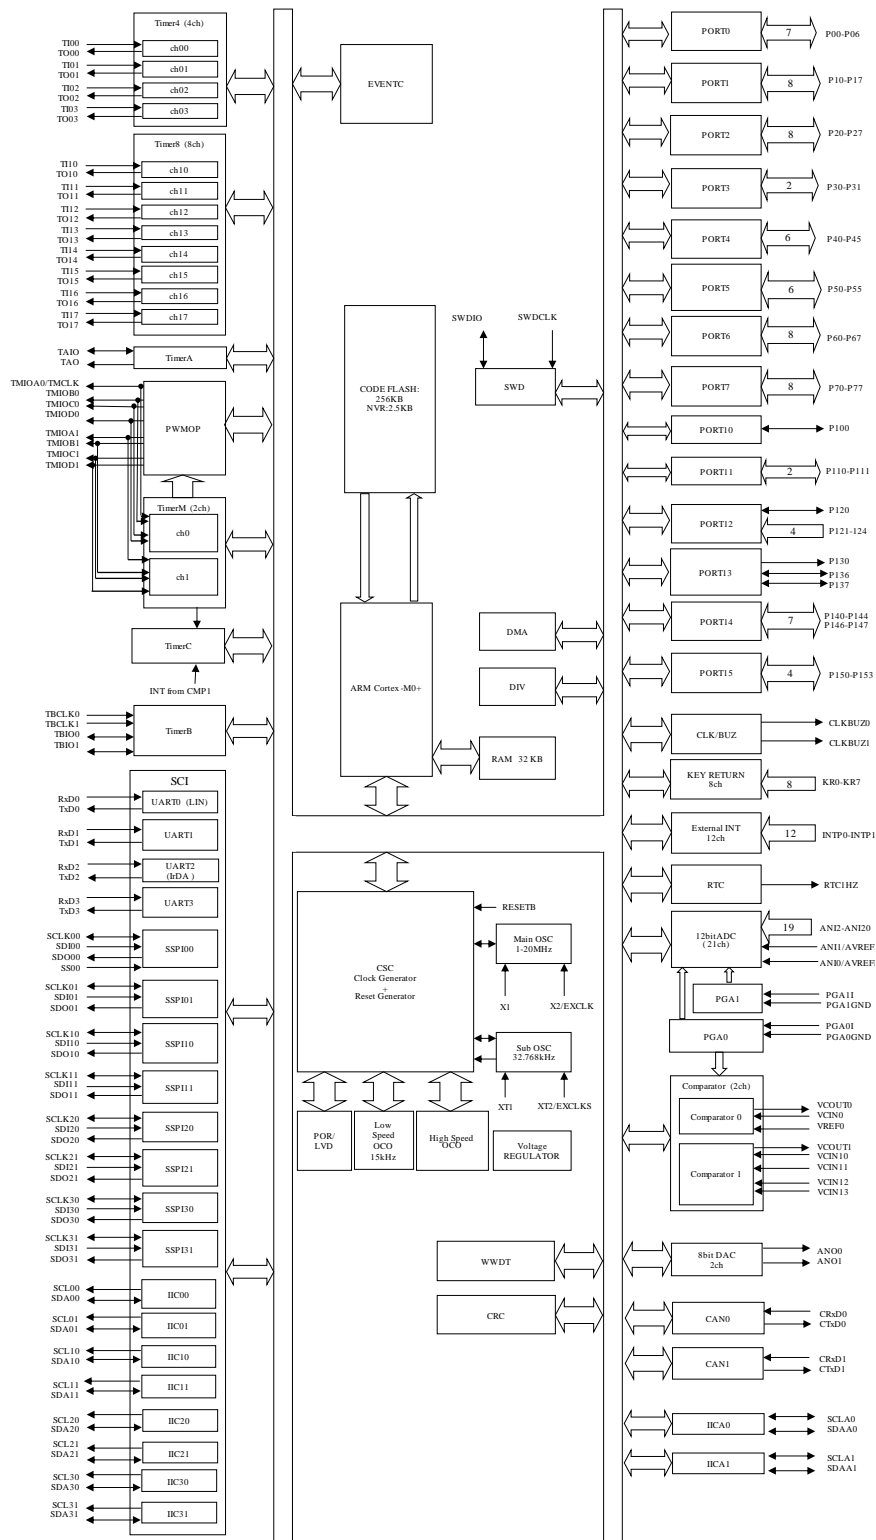 Timer4 (4ch)
TI00
TO00
ch00
TI01
TO01
ch01
TI02
TO02
ch02
TI03
TO03
ch03
Timer8 (8ch)
TI10
TO10
ch10
TI11
TO11
ch11
TI12
TO12
ch12
TI13
TO13
ch13
TI14
TO14
ch14
TI15
TO15
ch15
TI16
TO16
ch16
TI17
TO17
ch17
TAIO
TAO
TimerA
TMIOA0/TMCLK
TMIOB0
TMIOC0
TMIOD0
TMIOA1
TMIOB1
TMIOC1
TMIOD1
PWMOP
TimerM (2ch)
ch0
ch1
TimerC
INT from CMP1
TBCLK0
TBCLK1
TBIO0
TBIO1
TimerB
SCI
RxD0
TxD0
UART0 (LIN)
RxD1
TxD1
UART1
RxD2
TxD2
UART2
(IrDA)
RxD3
TxD3
UART3
SCLK00
SDI00
SDO00
SS00
SSPI00
SCLK01
SDI01
SDO01
SSPI01
SCLK10
SDI10
SDO10
SSPI10
SCLK11
SDI11
SDO11
SSPI11
SCLK20
SDI20
SDO20
SSPI20
SCLK21
SDI21
SDO21
SSPI21
SCLK30
SDI30
SDO30
SSPI30
SCLK31
SDI31
SDO31
SSPI31
SCL00
SDA00
IIC00
SCL01
SDA01
IIC01
SCL10
SDA10
IIC10
SCL11
SDA11
IIC11
SCL20
SDA20
IIC20
SCL21
SDA21
IIC21
SCL30
SDA30
IIC30
SCL31
SDA31
IIC31
EVENTC
CODE FLASH:
256KB
NVR:2.5KB
SWDIO
SWDCLK
SWD
ARM Cortex-M0+
DMA
DIV
RAM 32 KB
CSC
Clock Generator
+
Reset Generator
RESETB
Main OSC
1-20MHz
X1
X2/EXCLK
Sub OSC
32.768kHz
XT1
XT2/EXCLKS
POR/
LVD
Low
Speed
OCO
15kHz
High Speed
OCO
Voltage
REGULATOR
WWDT
CRC
PORT0
7
P00-P06
PORT1
8
P10-P17
PORT2
8
P20-P27
PORT3
2
P30-P31
PORT4
6
P40-P45
PORT5
6
P50-P55
PORT6
8
P60-P67
PORT7
8
P70-P77
PORT10
P100
PORT11
2
P110-P111
PORT12
P120
4
P121-124
PORT13
P130
P136
P137
PORT14
7
P140-P144
P146-P147
PORT15
4
P150-P153
CLK/BUZ
CLKBUZ0
CLKBUZ1
KEY RETURN
8ch
8
KR0-KR7
External INT
12ch
12
INTP0-INTP1
RTC
RTC1HZ
12bitADC
(21ch)
19
ANI2-ANI20
ANI1/AVREF
ANI0/AVREF
PGA1
PGA1I
PGA1GND
PGA0
PGA0I
PGA0GND
Comparator (2ch)
Comparator 0
VCOUT0
VCIN0
VREF0
Comparator 1
VCOUT1
VCIN10
VCIN11
VCIN12
VCIN13
8bit DAC
2ch
ANO0
ANO1
CAN0
CRxD0
CTxD0
CAN1
CRxD1
CTxD1
IICA0
SCLA0
SDAA0
IICA1
SCLA1
SDAA1